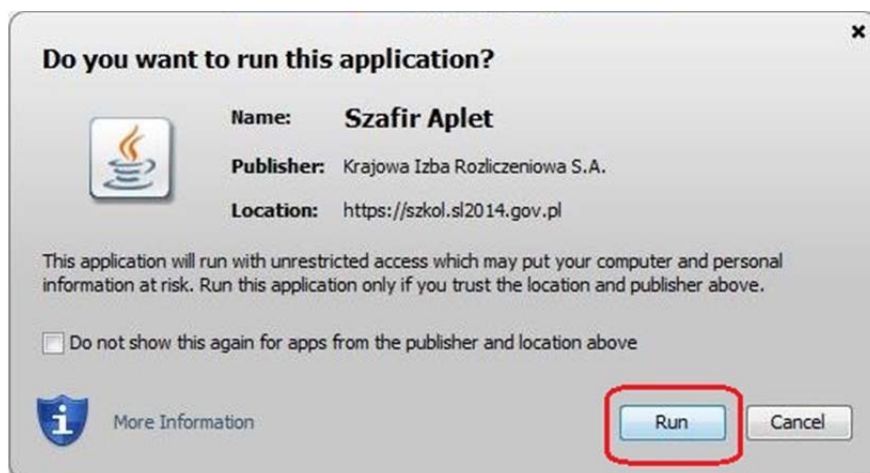 Do you want to run this application?
Name: Szafir Aplet
Publisher: Krajowa Izba Rozliczeniowa S.A.
Location: https://szkol.sl2014.gov.pl
This application will run with unrestricted access which may put your computer and personal
information at risk. Run this application only if you trust the location and publisher above.
Do not show this again for apps from the publisher and location above
More Information
Run
Cancel